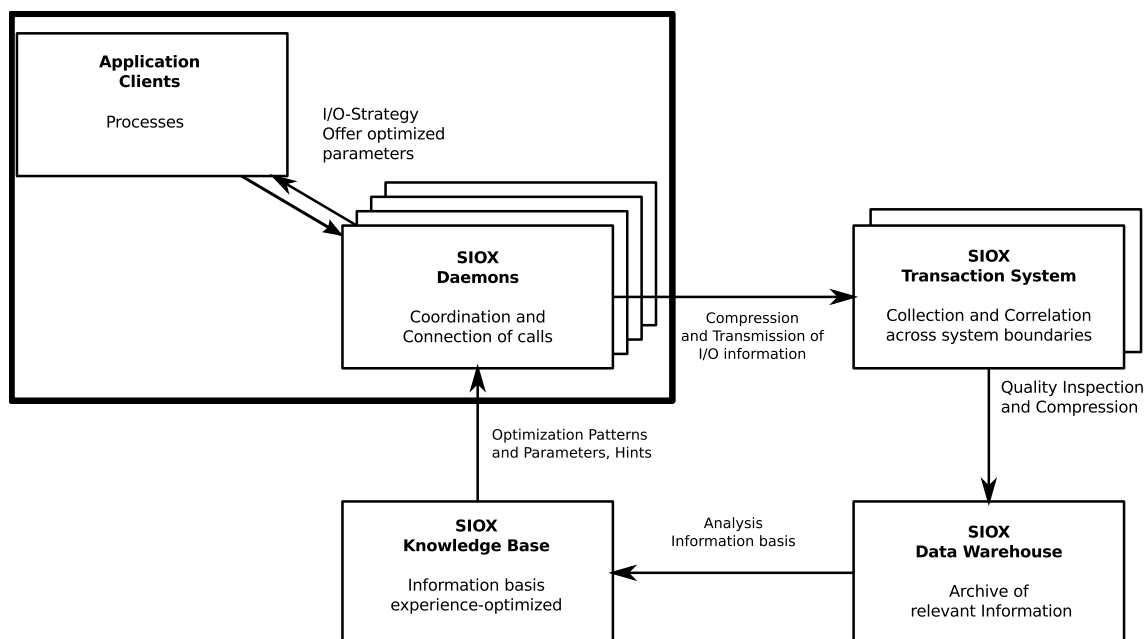 Application
Clients
Processes
I/O-Strategy
Offer optimized
parameters
SIOX
Daemons
Coordination and
Connection of calls
Compression
and Transmission of
I/O information
SIOX
Transaction System
Collection and Correlation
across system boundaries
Quality Inspection
and Compression
Optimization Patterns
and Parameters, Hints
SIOX
Knowledge Base
Information basis
experience-optimized
Analysis
Information basis
SIOX
Data Warehouse
Archive of
relevant Information